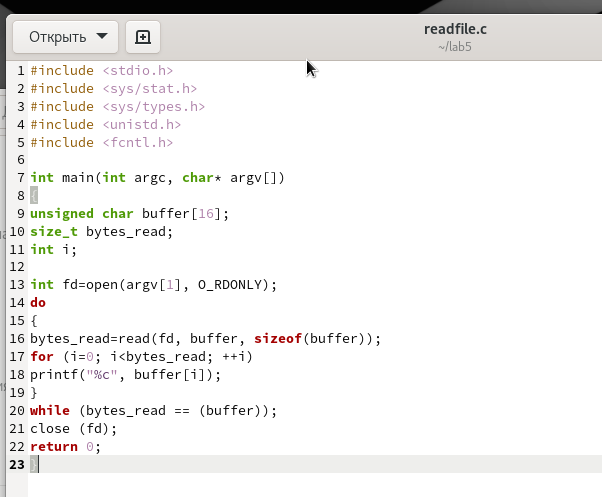 Открыть
readfile.c
~/lab5
1 #include <stdio.h>
2 #include <sys/stat.h>
3 #include <sys/types.h>
4 #include <unistd.h>
5 #include <fcntl.h>
6
7 int main(int argc, char* argv[])
8 {
9 unsigned char buffer[16];
10 size_t bytes_read;
11 int i;
12
13 int fd=open(argv[1], O_RDONLY);
14 do
15 {
16 bytes_read=read(fd, buffer, sizeof(buffer));
17 for (i=0; i<bytes_read; ++i)
18 printf("%c", buffer[i]);
19 }
20 while (bytes_read == (buffer));
21 close (fd);
22 return 0;
23 }